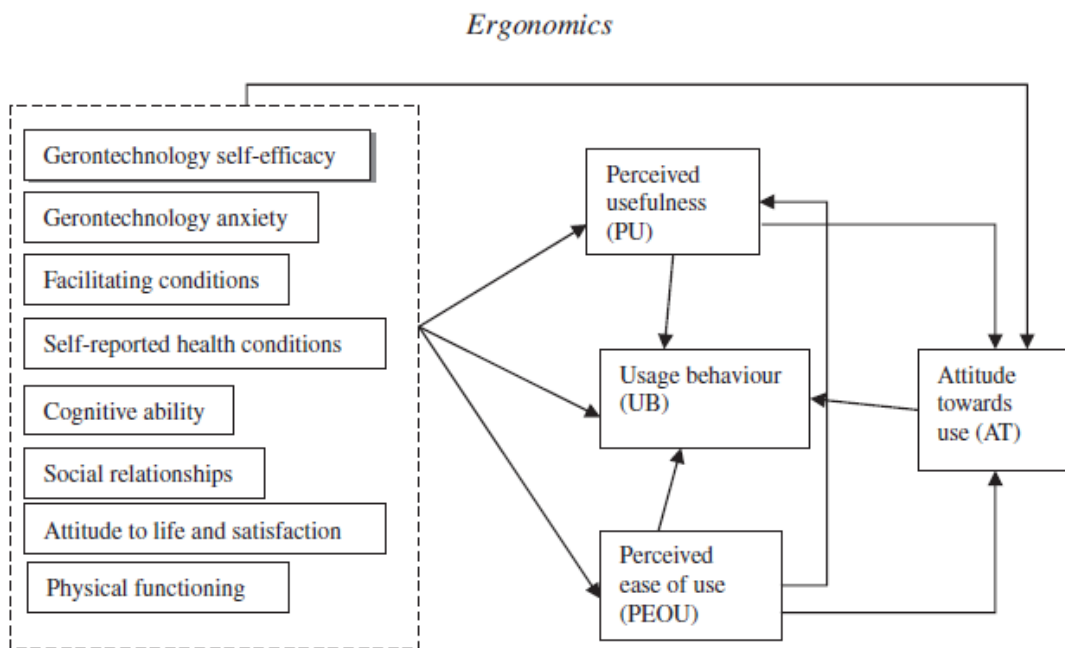 Ergonomics
Gerontechnology self-efficacy
Gerontechnology anxiety
Facilitating conditions
Self-reported health conditions
Cognitive ability
Social relationships
Attitude to life and satisfaction
Physical functioning
Perceived
usefulness
(PU)
Usage behaviour
(UB)
Perceived
ease of use
(PEOU)
Attitude
towards
use (AT)